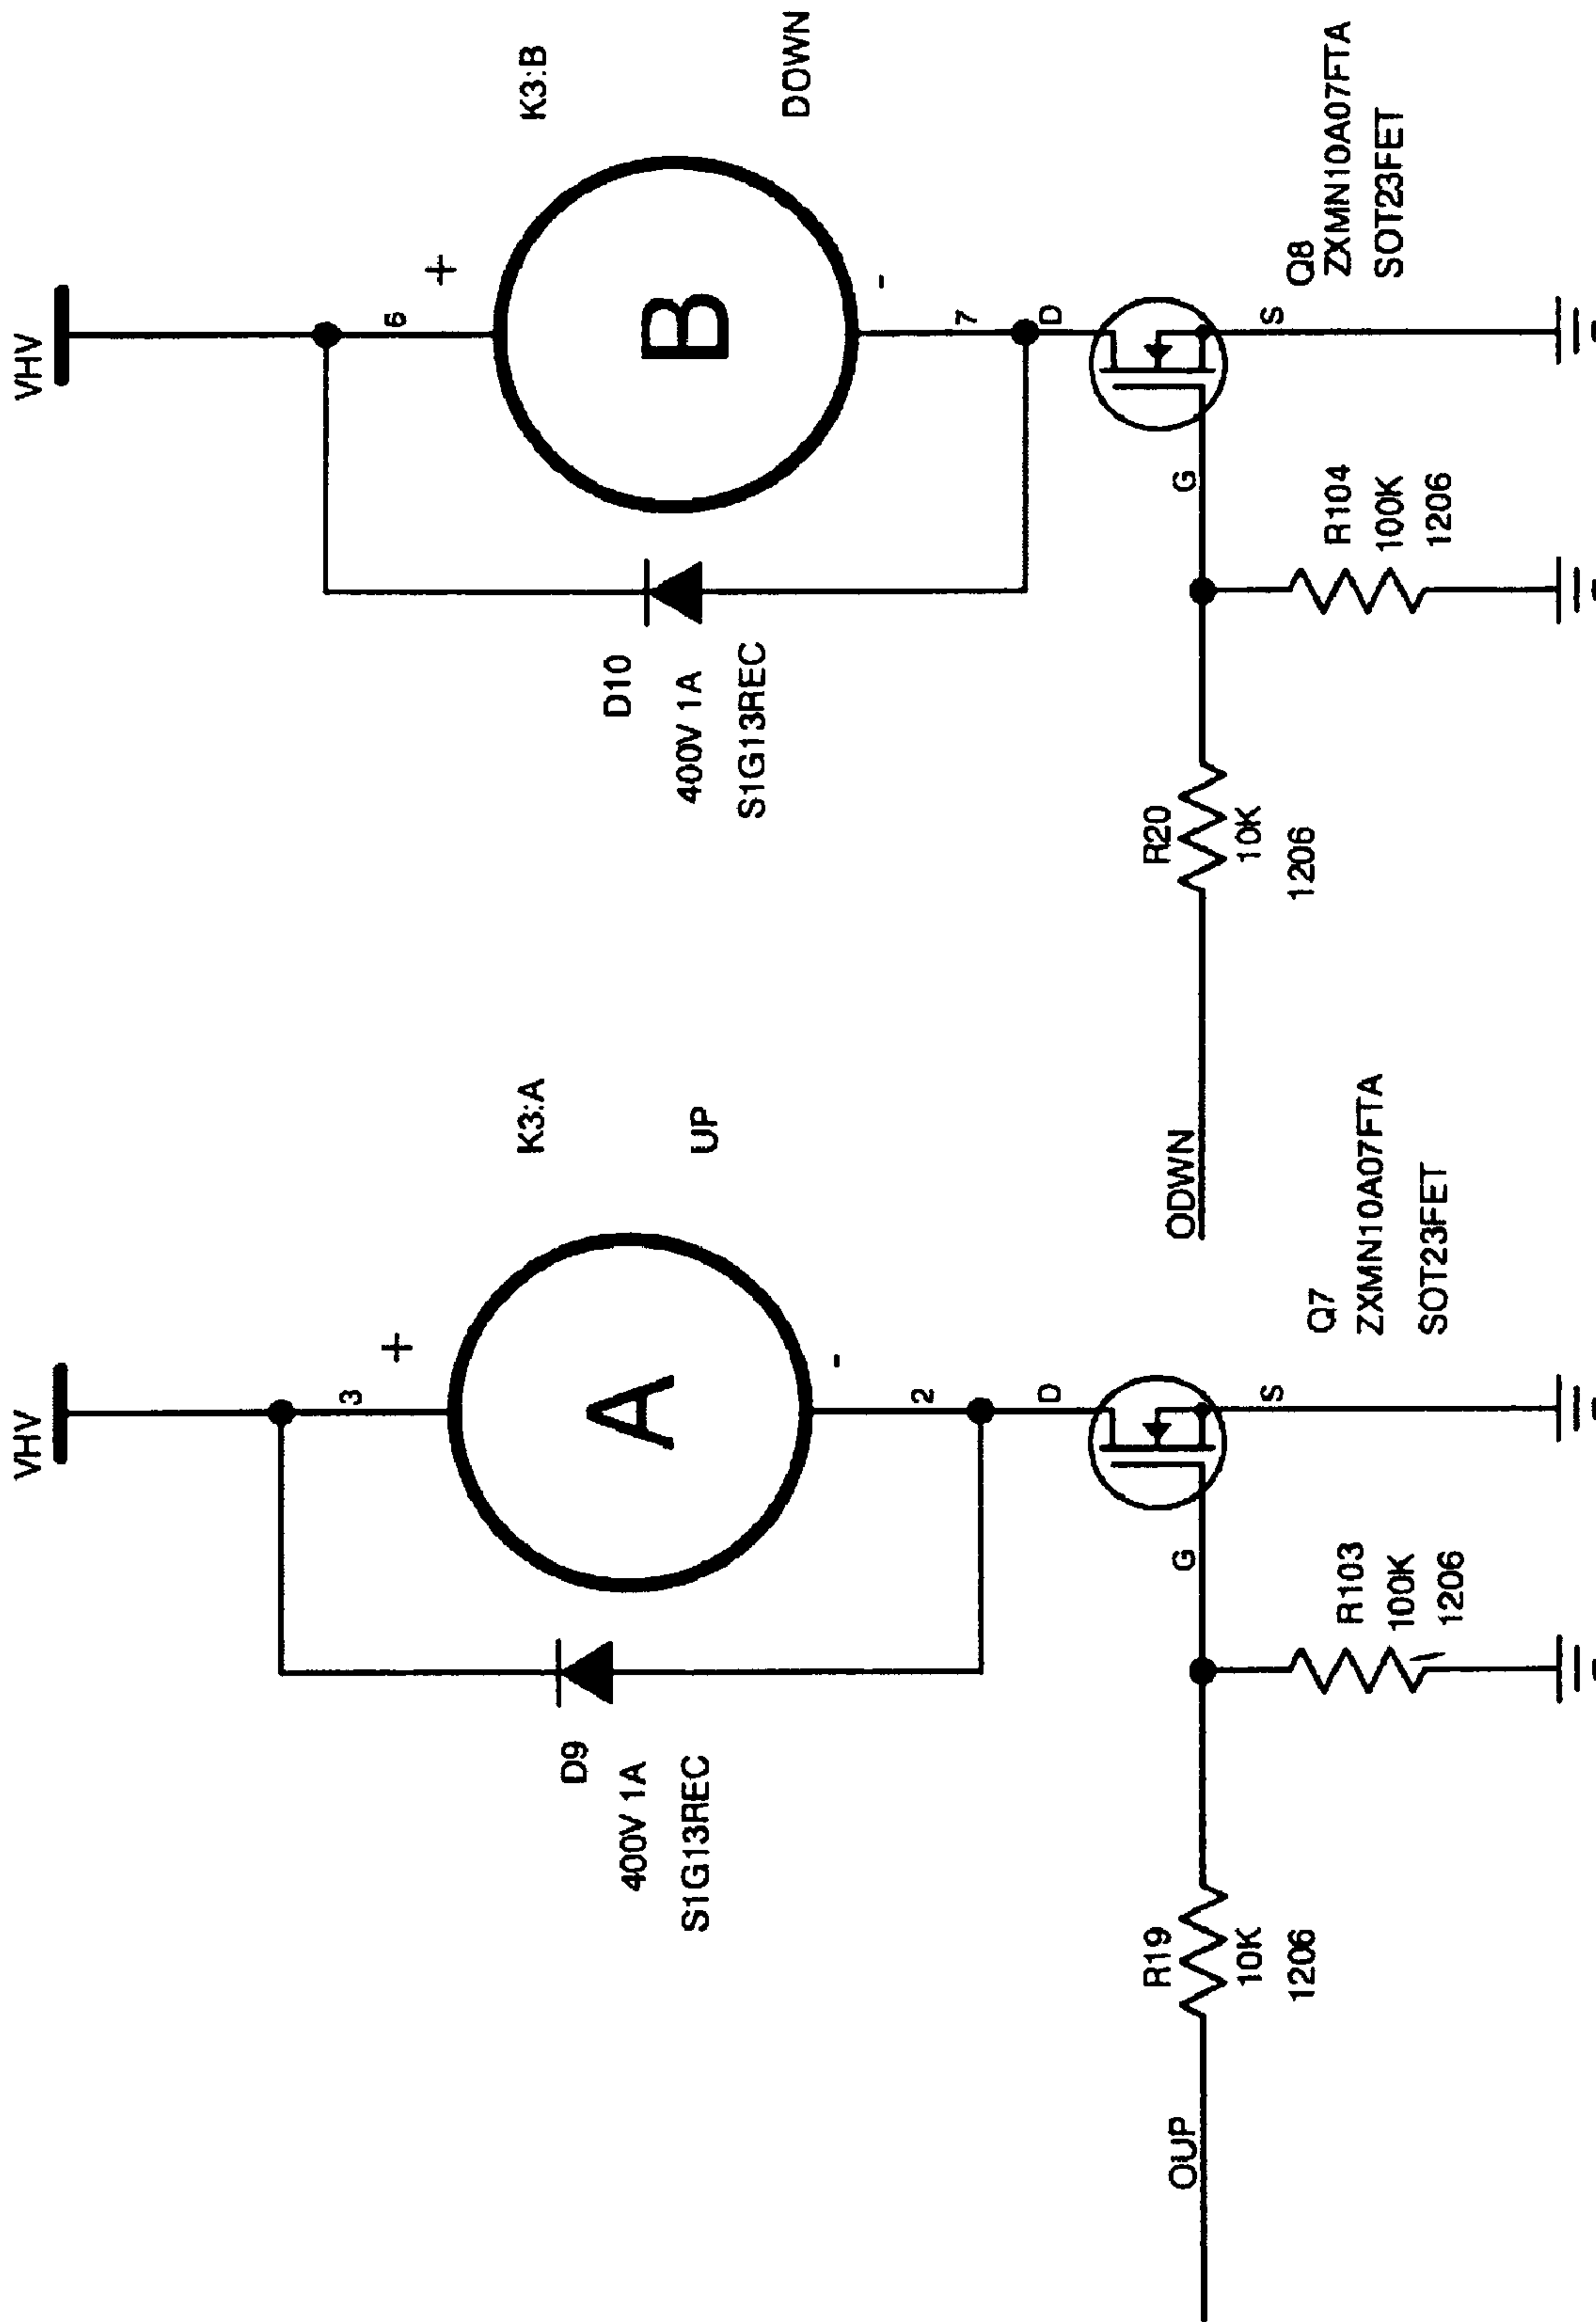 VHV
3
+
A
-
2
K3:A
UP
D9
400V 1A
S1G13REC
D
G
S
Q7
ZXMN10A07FTA
SOT23FET
OUP
R19
10K
1206
R103
100K
1206
VHV
6
+
B
-
7
K3:B
DOWN
D10
400V 1A
S1G13REC
D
G
S
Q8
ZXMN10A07FTA
SOT23FET
ODWN
R20
10K
1206
R104
100K
1206